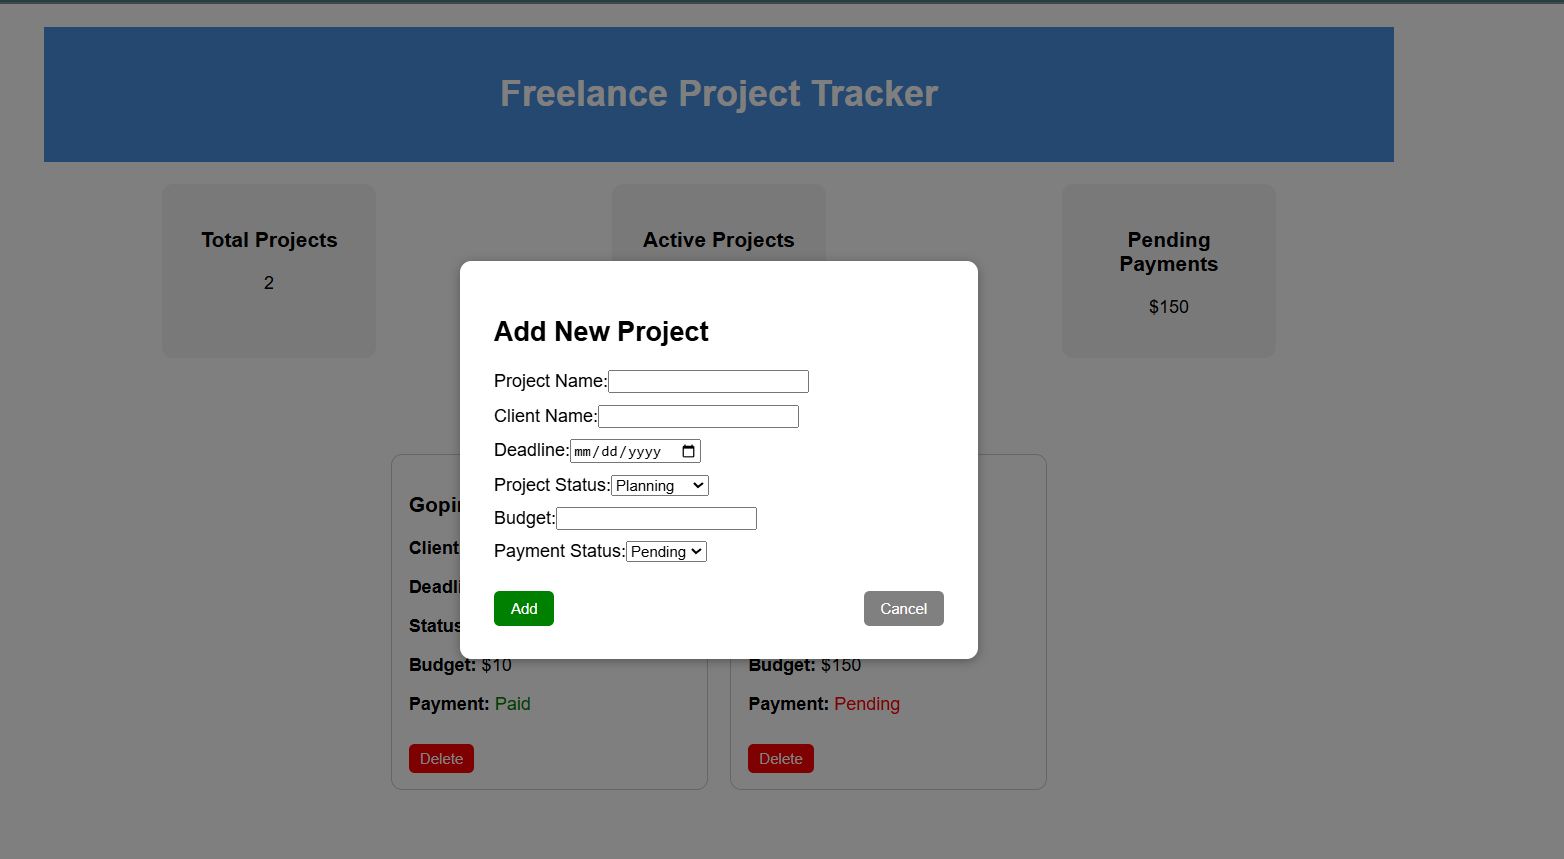 Freelance Project Tracker
Total Projects
2
Active Projects
Pending
Payments
$150
Add New Project
Project Name:
Client Name:
Deadline: mm/dd/yyyy
Project Status: Planning
Budget:
Payment Status: Pending
Add Cancel
Client
Status
Budget: $10
Payment: Paid
Delete
Budget: $150
Payment: Pending
Delete